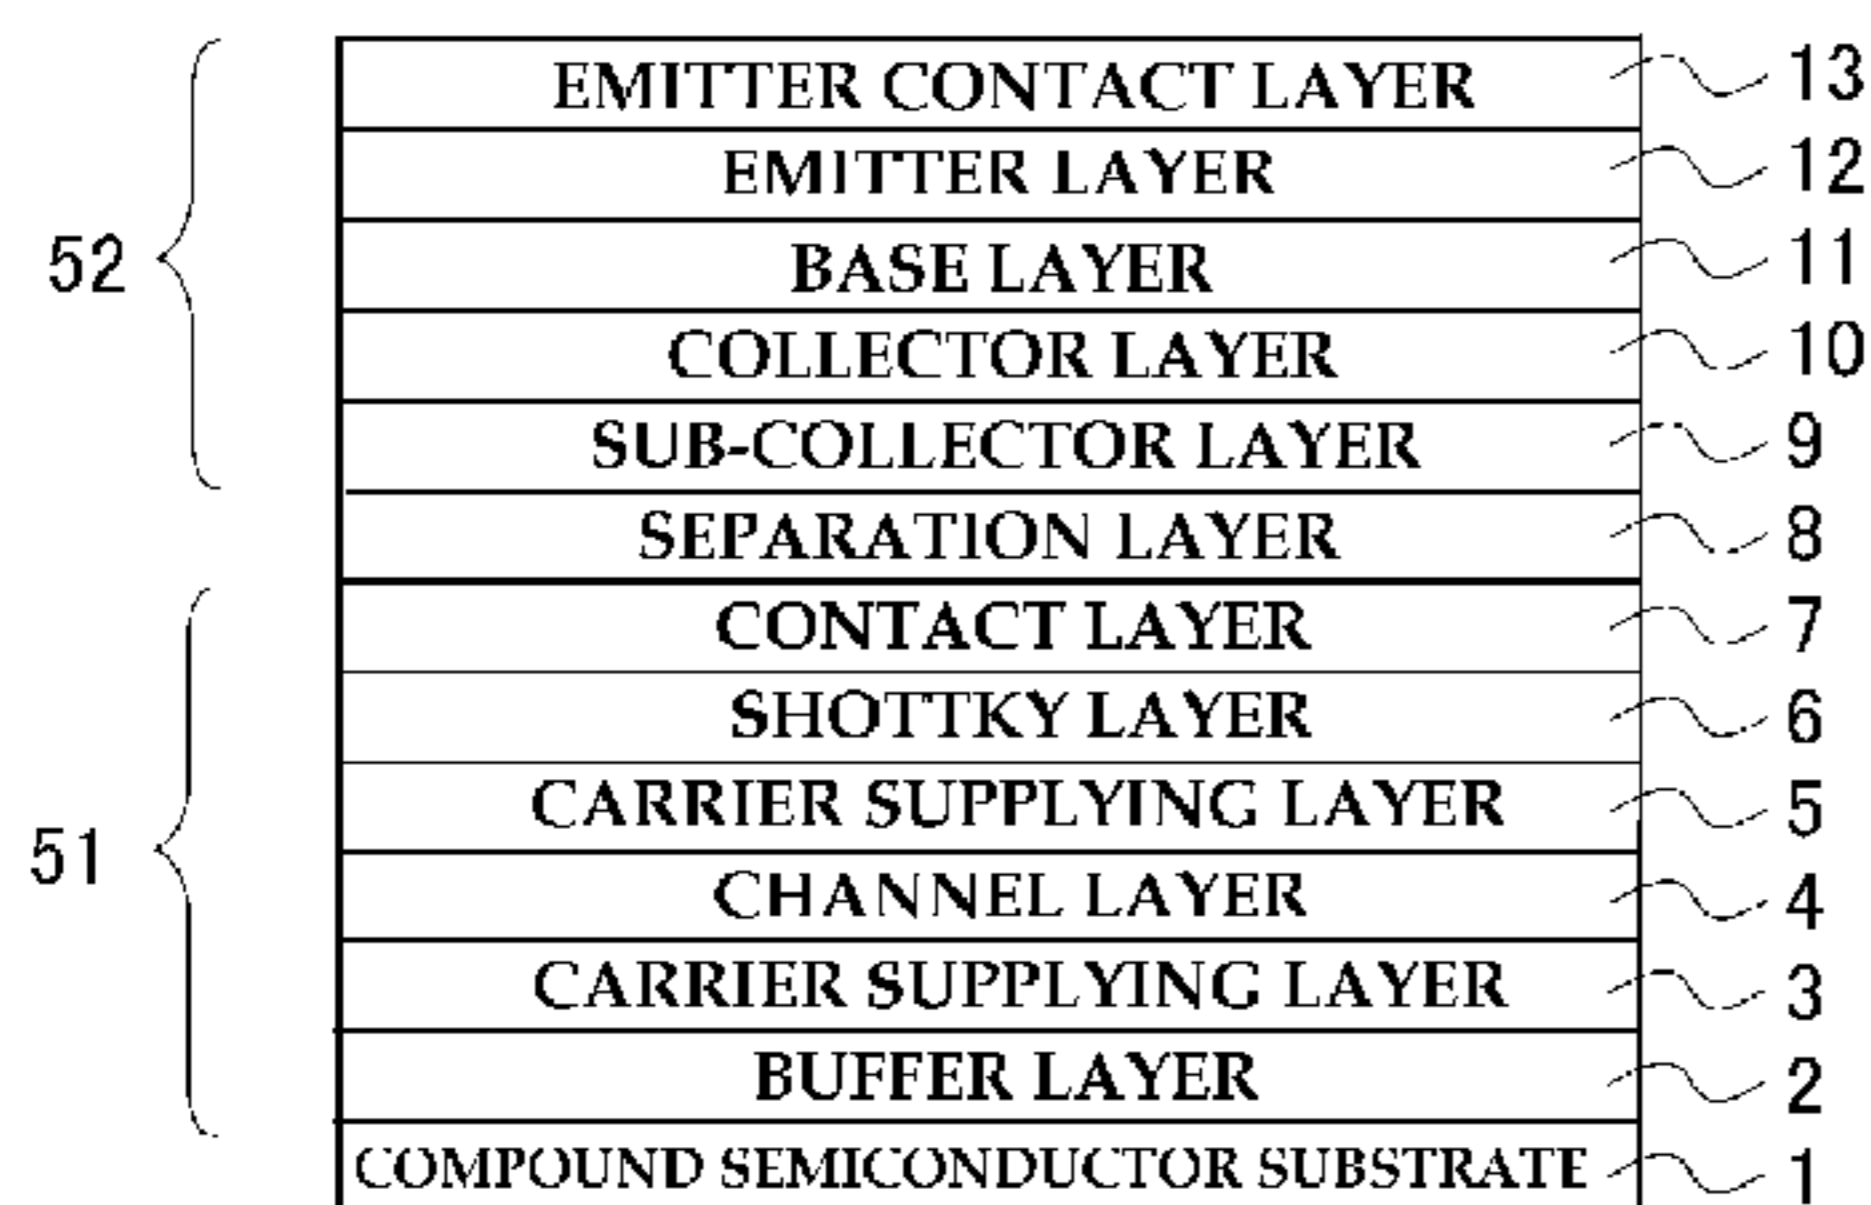 EMITTER CONTACT LAYER 13
EMITTER LAYER 12
52
BASE LAYER 11
COLLECTOR LAYER 10
SUB-COLLECTOR LAYER 9
SEPARATION LAYER 8
CONTACT LAYER 7
SHOTTKY LAYER 6
CARRIER SUPPLYING LAYER 5
51
CHANNEL LAYER 4
CARRIER SUPPLYING LAYER 3
BUFFER LAYER 2
COMPOUND SEMICONDUCTOR SUBSTRATE 1